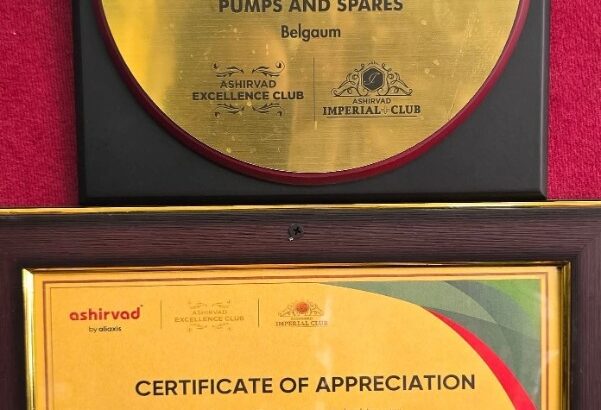 PUMPS AND SPARES
Belgaum
ASHIRVAD
EXCELLENCE CLUB
ASHIRVAD
IMPERIAL CLUB
ashirvad
by aliaxis
ASHIRVAD
EXCELLENCE CLUB
ASHIRVAD
IMPERIAL CLUB
CERTIFICATE OF APPRECIATION